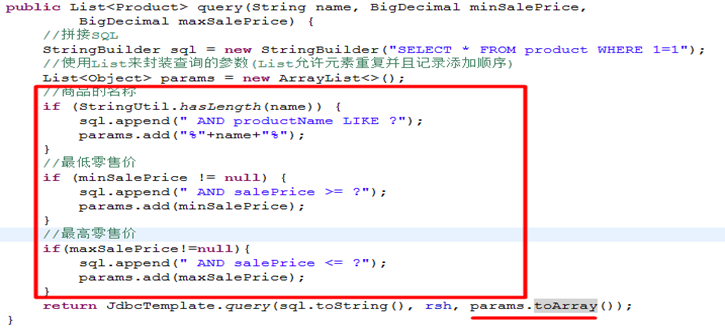 public List<Product> query(String name, BigDecimal minSalePrice,
        BigDecimal maxSalePrice) {
    //拼接SQL
    StringBuilder sql = new StringBuilder("SELECT * FROM product WHERE 1=1");
    //使用List来封装查询的参数(List允许元素重复并且记录添加顺序)
    List<Object> params = new ArrayList<>();
    //商品的名称
    if (StringUtil.hasLength(name)) {
        sql.append(" AND productName LIKE ?");
        params.add("%"+name+"%");
    }
    //最低零售价
    if (minSalePrice != null) {
        sql.append(" AND salePrice >= ?");
        params.add(minSalePrice);
    }
    //最高零售价
    if(maxSalePrice!=null){
        sql.append(" AND salePrice <= ?");
        params.add(maxSalePrice);
    }
    return JdbcTemplate.query(sql.toString(), rsh, params.toArray());
}